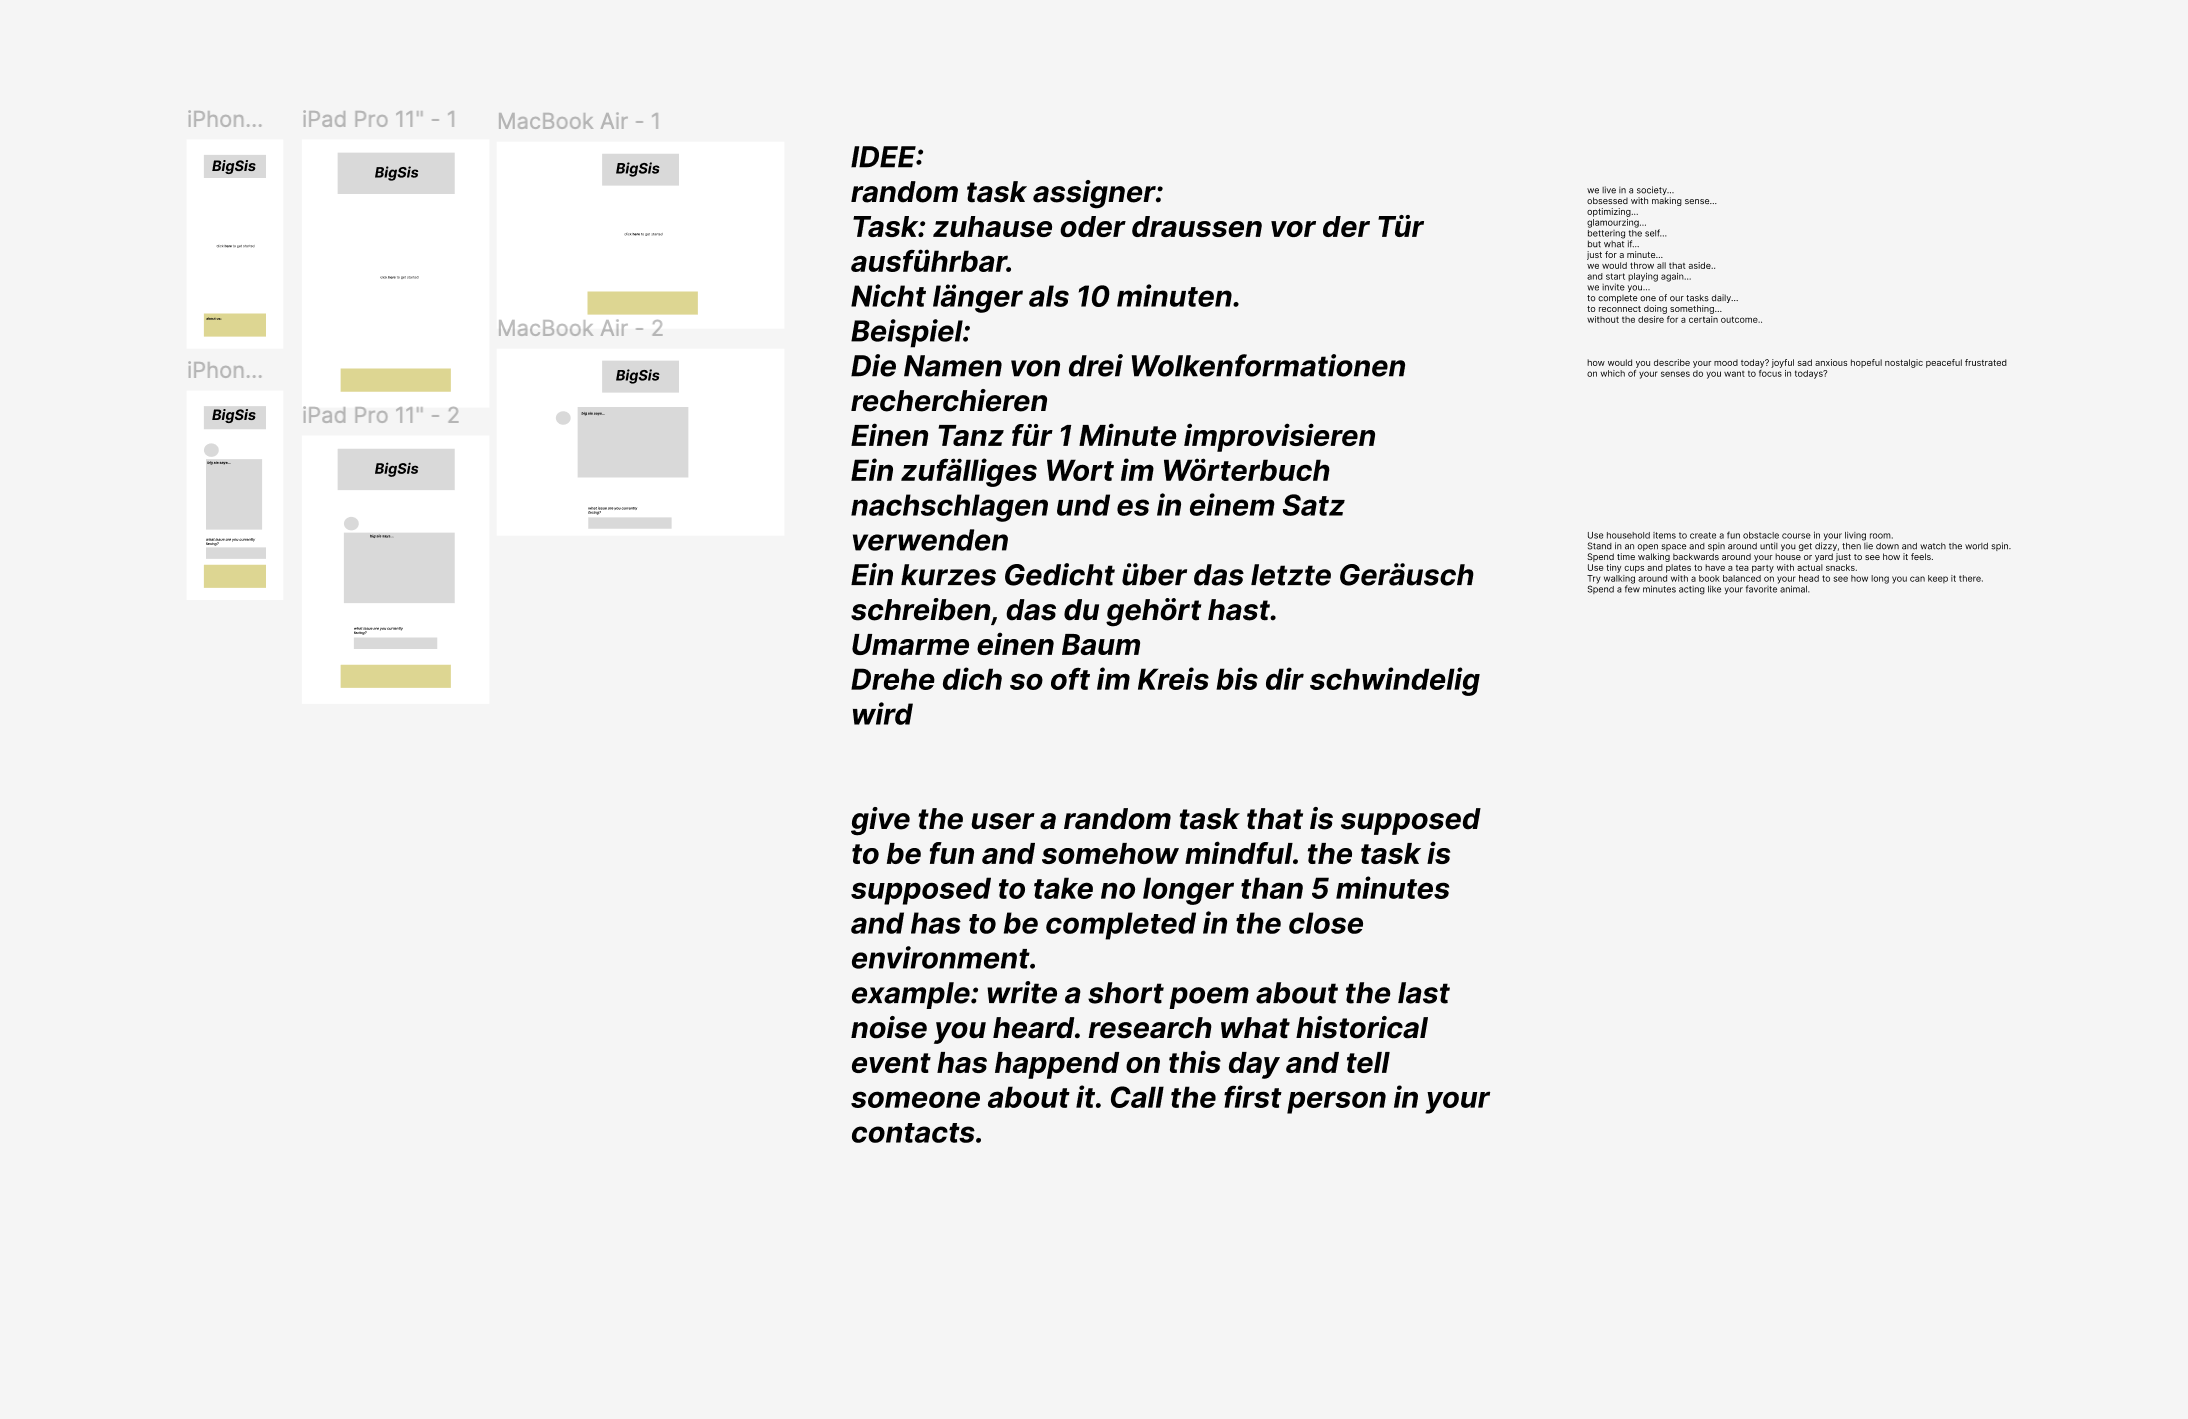 iPhon...
BigSis
click here to get started
about us..
iPhon...
BigSis
big sis says...
what issue are you currently
facing?
iPad Pro 11" - 1
BigSis
click here to get started
iPad Pro 11" - 2
BigSis
big sis says...
what issue are you currently
facing?
MacBook Air - 1
BigSis
click here to get started
MacBook Air - 2
BigSis
big sis says...
what issue are you currently
facing?
IDEE:
random task assigner:
Task: zuhause oder draussen vor der Tür
ausführbar.
Nicht länger als 10 minuten.
Beispiel:
Die Namen von drei Wolkenformationen
recherchieren
Einen Tanz für 1 Minute improvisieren
Ein zufälliges Wort im Wörterbuch
nachschlagen und es in einem Satz
verwenden
Ein kurzes Gedicht über das letzte Geräusch
schreiben, das du gehört hast.
Umarme einen Baum
Drehe dich so oft im Kreis bis dir schwindelig
wird
give the user a random task that is supposed
to be fun and somehow mindful. the task is
supposed to take no longer than 5 minutes
and has to be completed in the close
environment.
example: write a short poem about the last
noise you heard. research what historical
event has happend on this day and tell
someone about it. Call the first person in your
contacts.
we live in a society...
obsessed with making sense...
optimizing...
glamourzing...
bettering the self...
but what if...
just for a minute...
we would throw all that aside..
and start playing again...
we invite you...
to complete one of our tasks daily...
to reconnect doing something...
without the desire for a certain outcome..
how would you describe your mood today? joyful sad anxious hopeful nostalgic peaceful frustrated
on which of your senses do you want to focus in todays?
Use household items to create a fun obstacle course in your living room.
Stand in an open space and spin around until you get dizzy, then lie down and watch the world spin.
Spend time walking backwards around your house or yard just to see how it feels.
Use tiny cups and plates to have a tea party with actual snacks.
Try walking around with a book balanced on your head to see how long you can keep it there.
Spend a few minutes acting like your favorite animal.